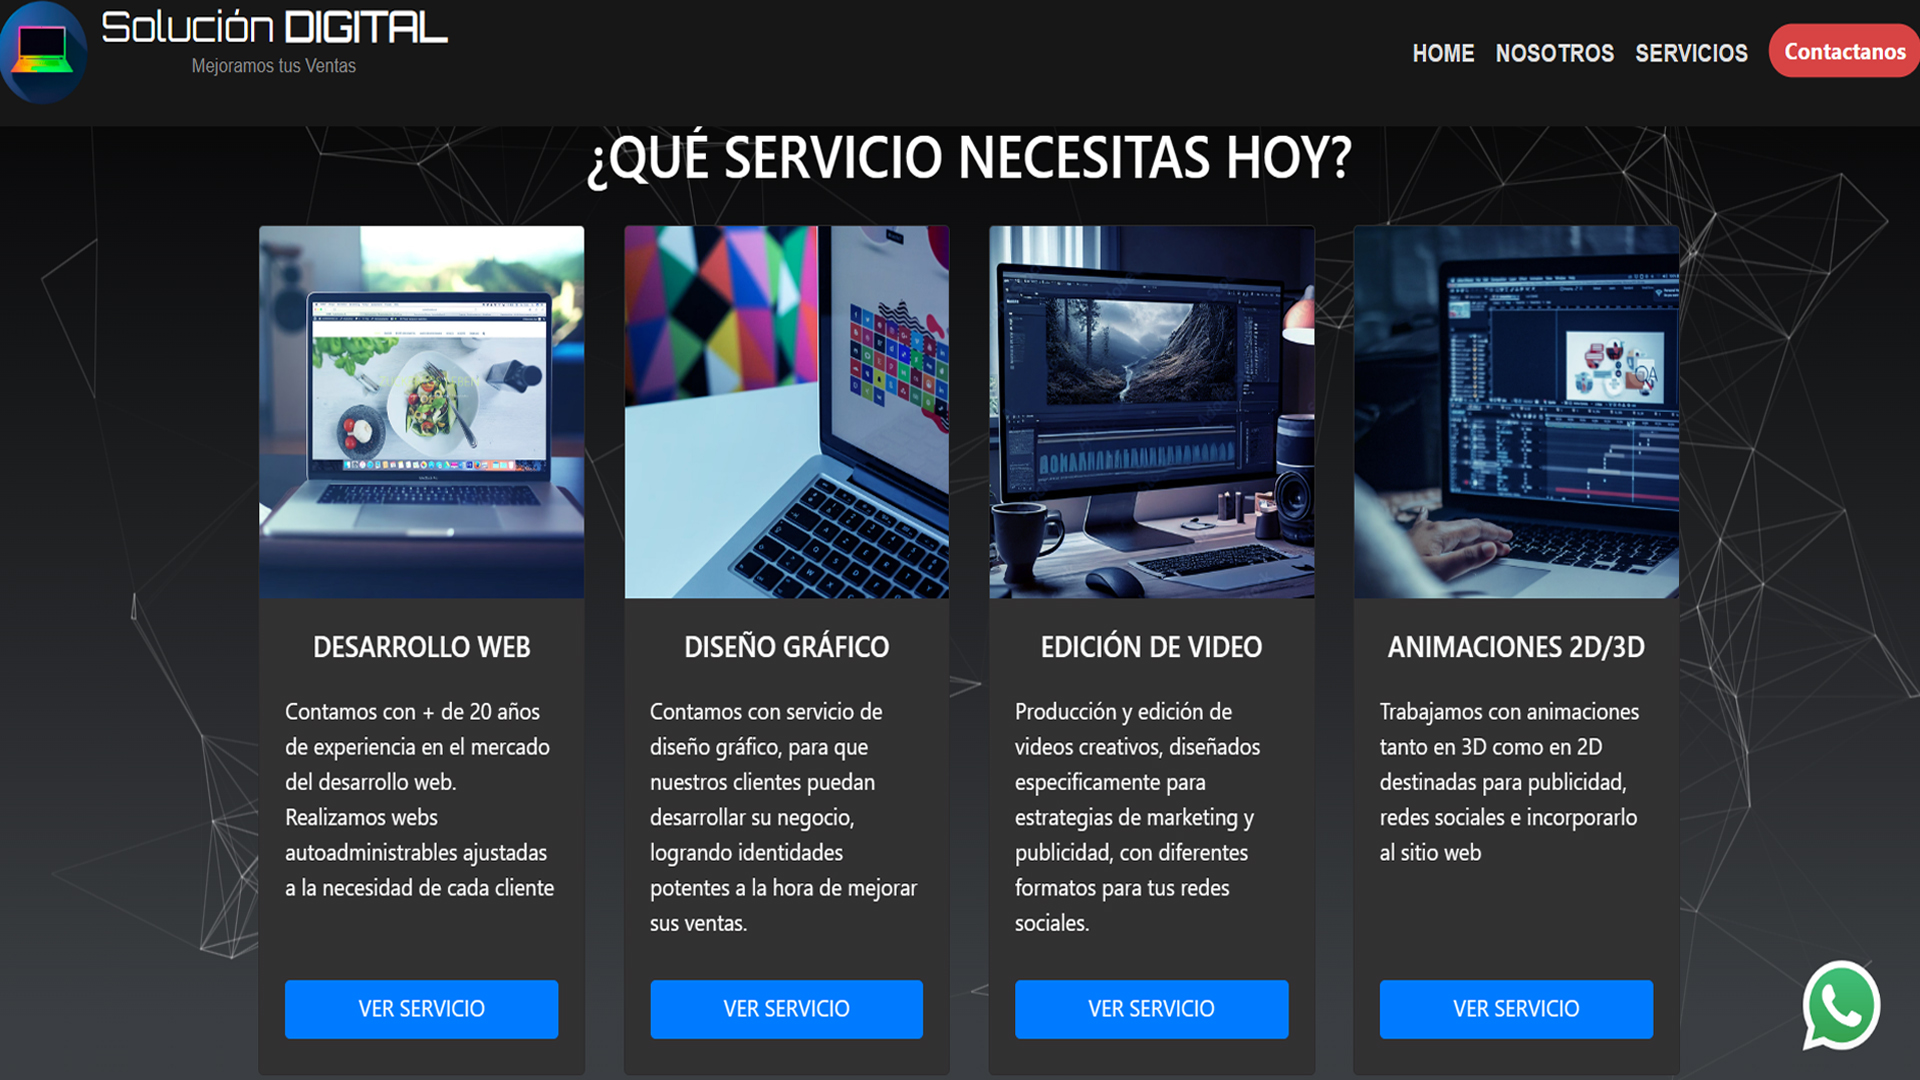 Solución DIGITAL
Mejoramos tus Ventas
HOME NOSOTROS SERVICIOS Contactanos
¿QUÉ SERVICIO NECESITAS HOY?
DESARROLLO WEB
Contamos con + de 20 años
de experiencia en el mercado
del desarrollo web.
Realizamos webs
autoadministrables ajustadas
a la necesidad de cada cliente
VER SERVICIO
DISEÑO GRÁFICO
Contamos con servicio de
diseño gráfico, para que
nuestros clientes puedan
desarrollar su negocio,
logrando identidades
potentes a la hora de mejorar
sus ventas.
VER SERVICIO
EDICIÓN DE VIDEO
Producción y edición de
videos creativos, diseñados
especificamente para
estrategias de marketing y
publicidad, con diferentes
formatos para tus redes
sociales.
VER SERVICIO
ANIMACIONES 2D/3D
Trabajamos con animaciones
tanto en 3D como en 2D
destinadas para publicidad,
redes sociales e incorporarlo
al sitio web
VER SERVICIO